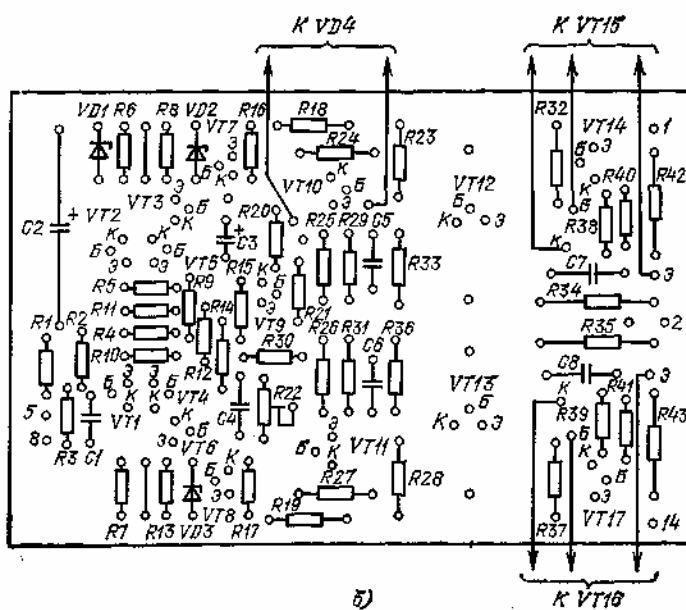 К VD4 К VT15
VD1 R6 R8 VD2 R16 R18 R32 1
VT7 R24 R23 VT14
Б Э К Б Э К R40 R42
VT3 Э Б К VT10 К Э Б VT12
C2 + VT2 К Б Э К Б Э + C3 R20 R25 R29 C5 Б К Э R38 К
VT5 R15 К Б Э R33 C7 Э
R5 R9 R34
R11 R14 R21
R1 R2 R4 VT9 R26 R31 R36 R35 2
R10 R12 R30 C6 C8 Э
Э Б К Э Б К R22 VT13 К R41
5 VT1 VT4 C4 Б К Э R39 Б R43
8 R3 C1 К Б Э К Э VT11
VT6 Б К Б К К Б Э
R27 R28
R7 R13 VD3 VT8 Э R17 R19 R37 VT17 14
К VT16
б)